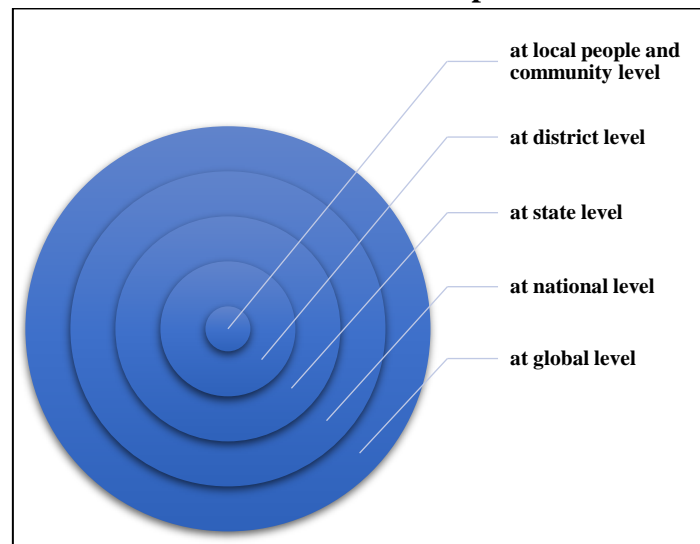 at local people and
community level
at district level
at state level
at national level
at global level